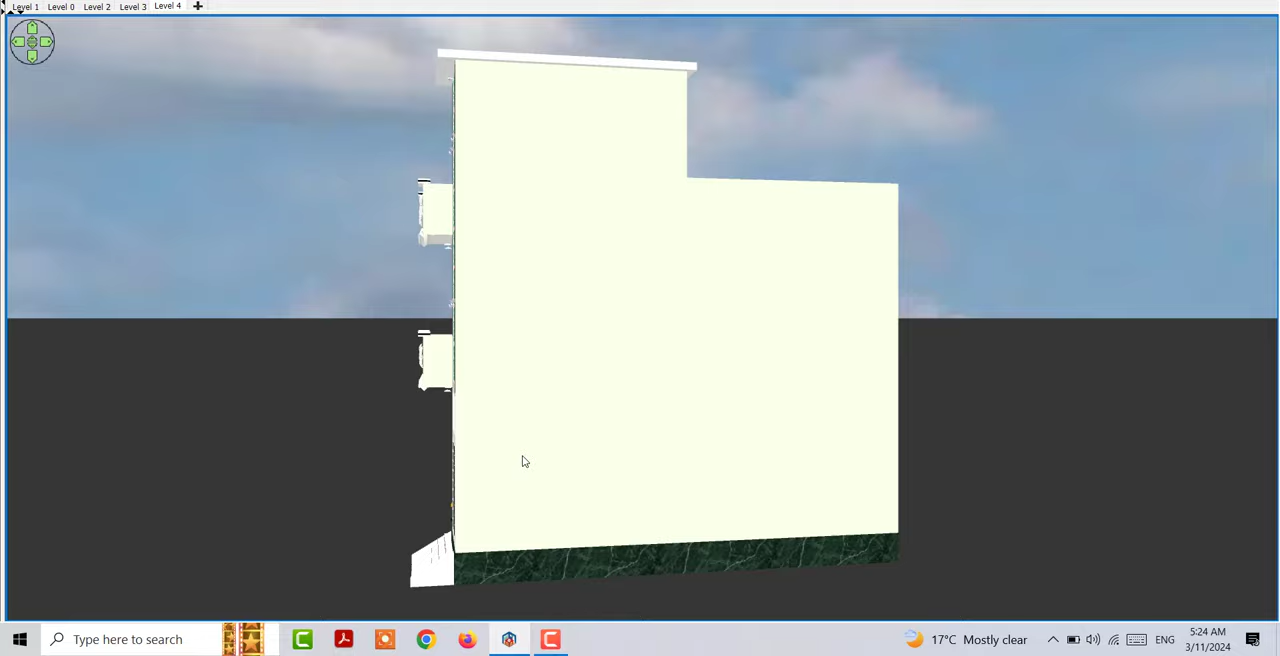 Level 1 Level 0 Level 2 Level 3 Level 4
Type here to search
17°C Mostly clear
ENG
5:24 AM
3/11/2024